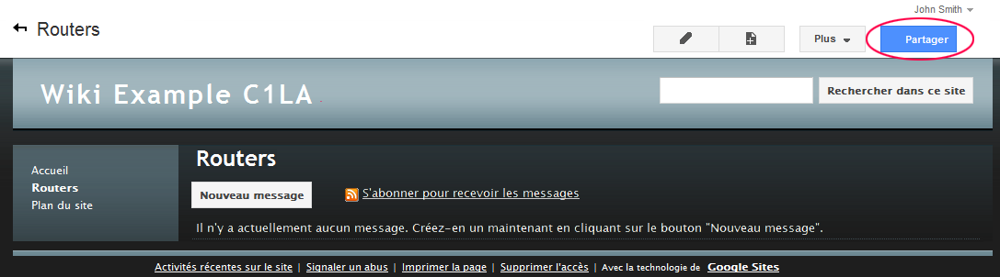 John Smith
Routers
Plus
Partager
Wiki Example C1LA
Rechercher dans ce site
Accueil
Routers
Plan du site
Routers
Nouveau message
S'abonner pour recevoir les messages
Il n'y a actuellement aucun message. Créez-en un maintenant en cliquant sur le bouton "Nouveau message".
Activités récentes sur le site | Signaler un abus | Imprimer la page | Supprimer l'accès | Avec la technologie de Google Sites